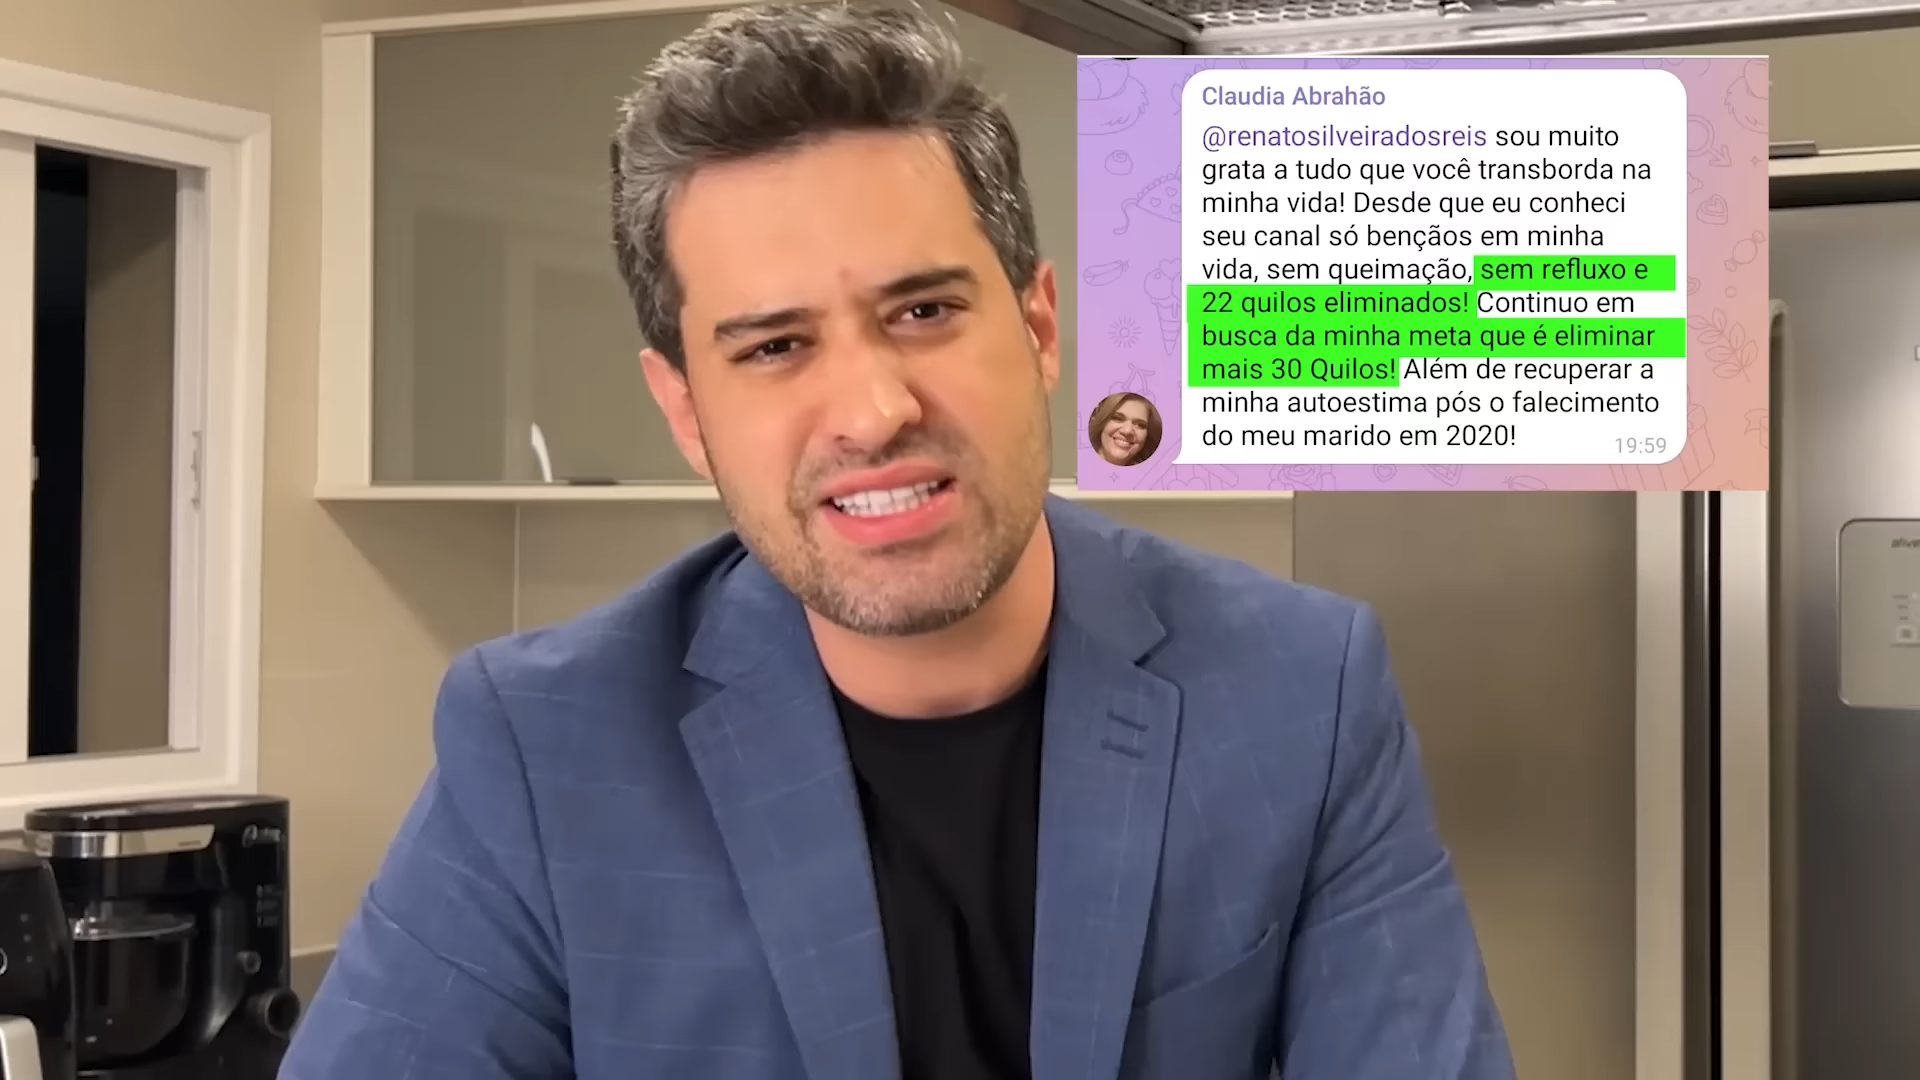 Claudia Abrahão
@renatosilveiradosreis sou muito
grata a tudo que você transborda na
minha vida! Desde que eu conheci
seu canal só bençãos em minha
vida, sem queimação, sem refluxo e
22 quilos eliminados! Continuo em
busca da minha meta que é eliminar
mais 30 Quilos! Além de recuperar a
minha autoestima pós o falecimento
do meu marido em 2020!
19:59